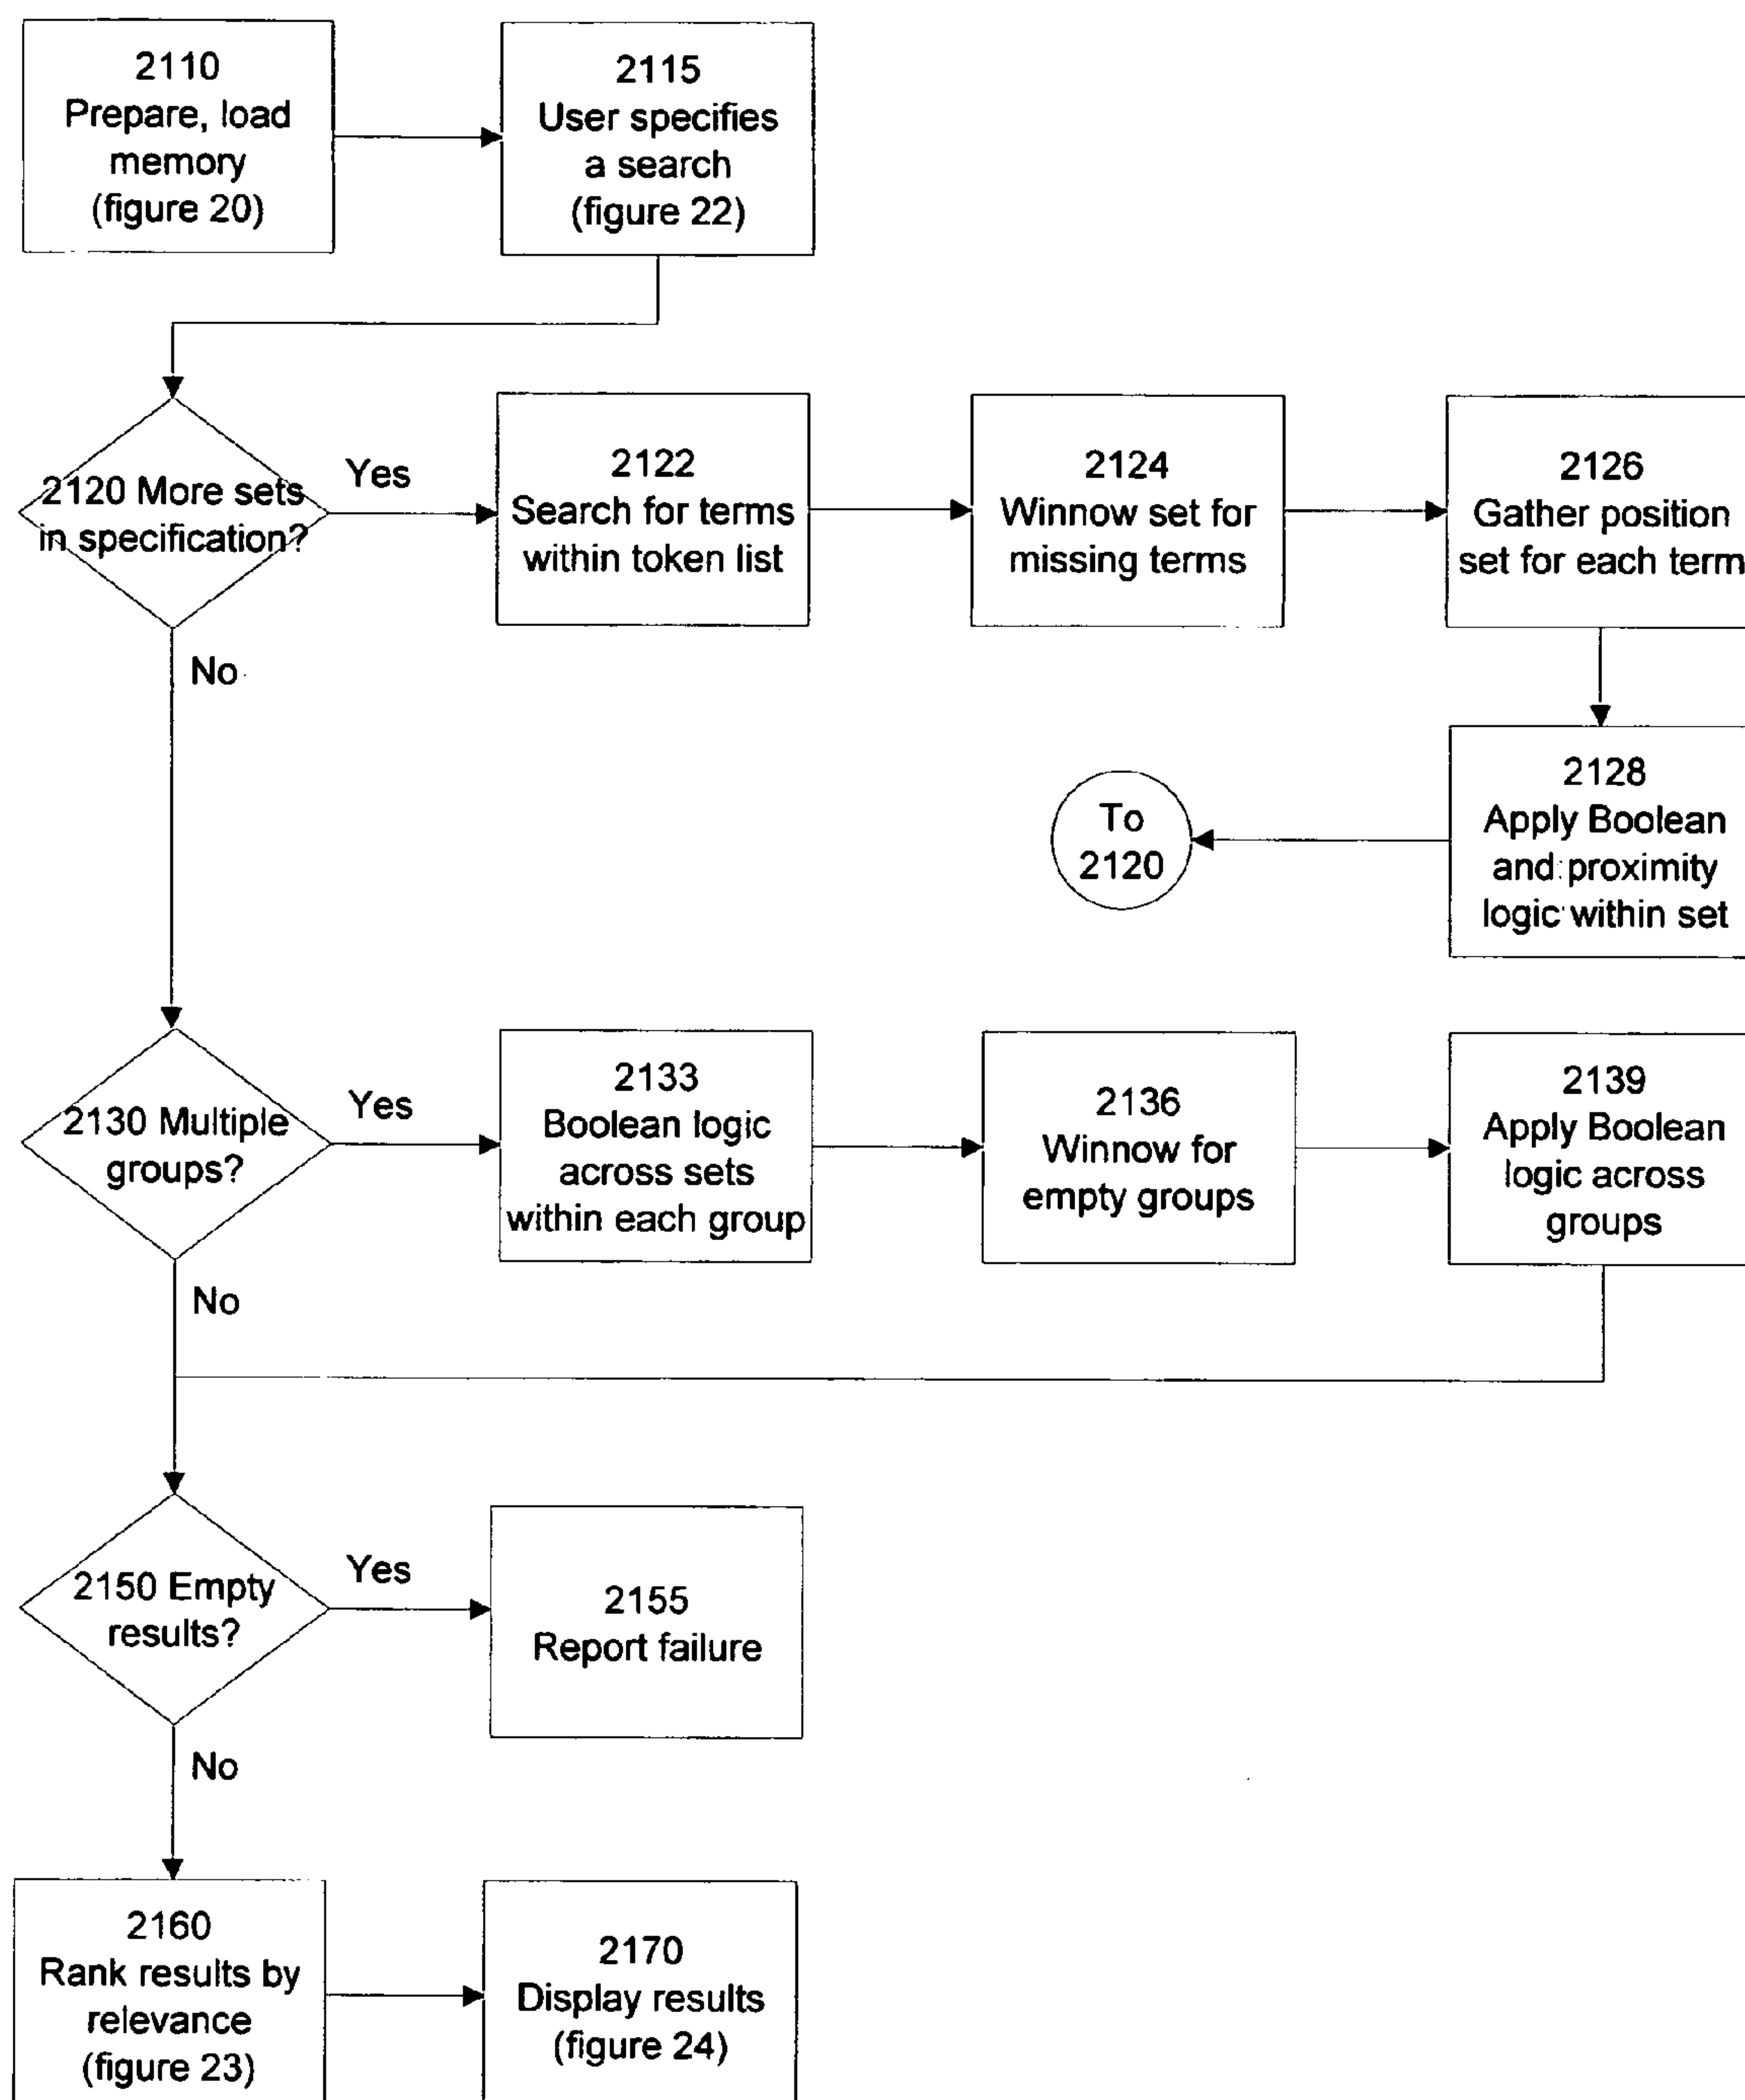 2110
Prepare, load
memory
(figure 20)
2115
User specifies
a search
(figure 22)
2120 More sets
in specification?
Yes
2122
Search for terms
within token list
2124
Winnow set for
missing terms
2126
Gather position
set for each term
No
2128
Apply Boolean
and proximity
logic within set
To
2120
2130 Multiple
groups?
Yes
2133
Boolean logic
across sets
within each group
2136
Winnow for
empty groups
2139
Apply Boolean
logic across
groups
No
2150 Empty
results?
Yes
2155
Report failure
No
2160
Rank results by
relevance
(figure 23)
2170
Display results
(figure 24)